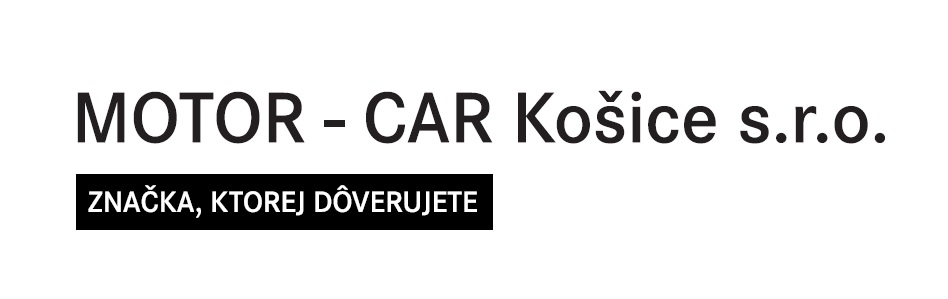 MOTOR - CAR Košice s.r.o.
ZNAČKA, KTOREJ DÔVERUJETE